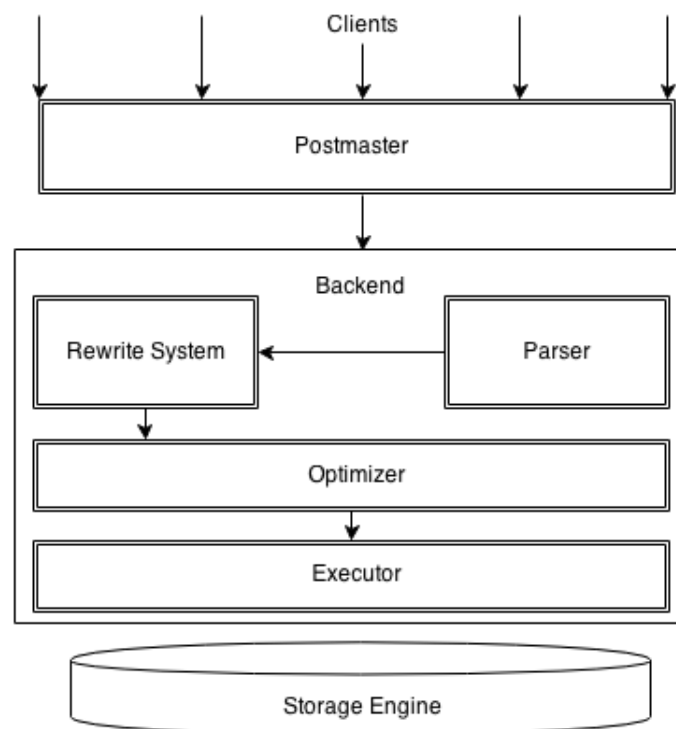 Clients
Postmaster
Backend
Rewrite System
Parser
Optimizer
Executor
Storage Engine